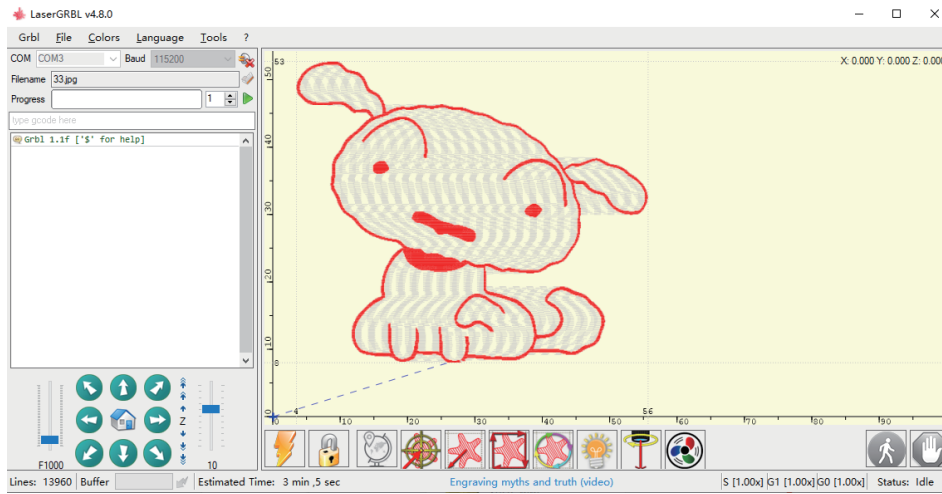 LaserGRBL v4.8.0
Grbl File Colors Language Tools ?
COM COM3 Baud 115200
Filename 33.jpg
Progress 1
type gcode here
Grbl 1.1f ['$' for help]
X: 0.000 Y: 0.000 Z: 0.000
53
50
40
30
20
10
8
0
4 56
0 10 20 30 40 50 60 70 80 90
Z
F1000 10
Lines: 13960 Buffer Estimated Time: 3 min ,5 sec Engraving myths and truth (video) S [1.00x] G1 [1.00x] G0 [1.00x] Status: Idle